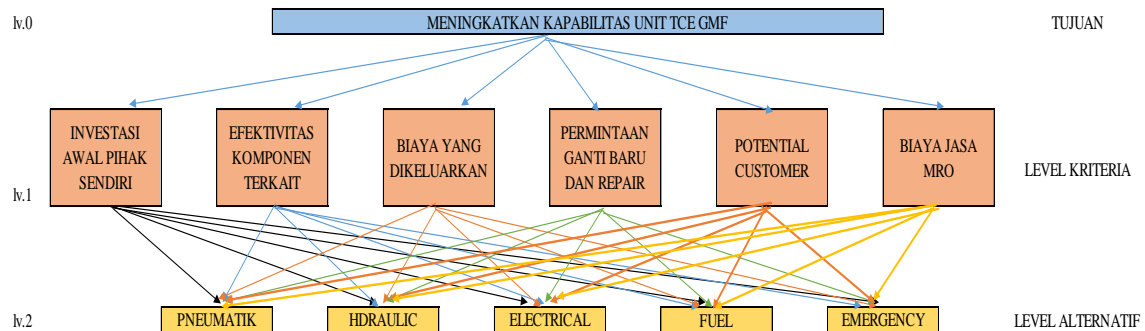 lv.0
MENINGKATKAN KAPABILITAS UNIT TCE GMF
TUJUAN
INVESTASI
AWAL PIHAK
SENDIRI
EFEKTIVITAS
KOMPONEN
TERKAIT
BIAYA YANG
DIKELUARKAN
PERMINTAAN
GANTI BARU
DAN REPAIR
POTENTIAL
CUSTOMER
BIAYA JASA
MRO
LEVEL KRITERIA
lv.1
lv.2
PNEUMATIK
HDRAULIC
ELECTRICAL
FUEL
EMERGENCY
LEVEL ALTERNATIF